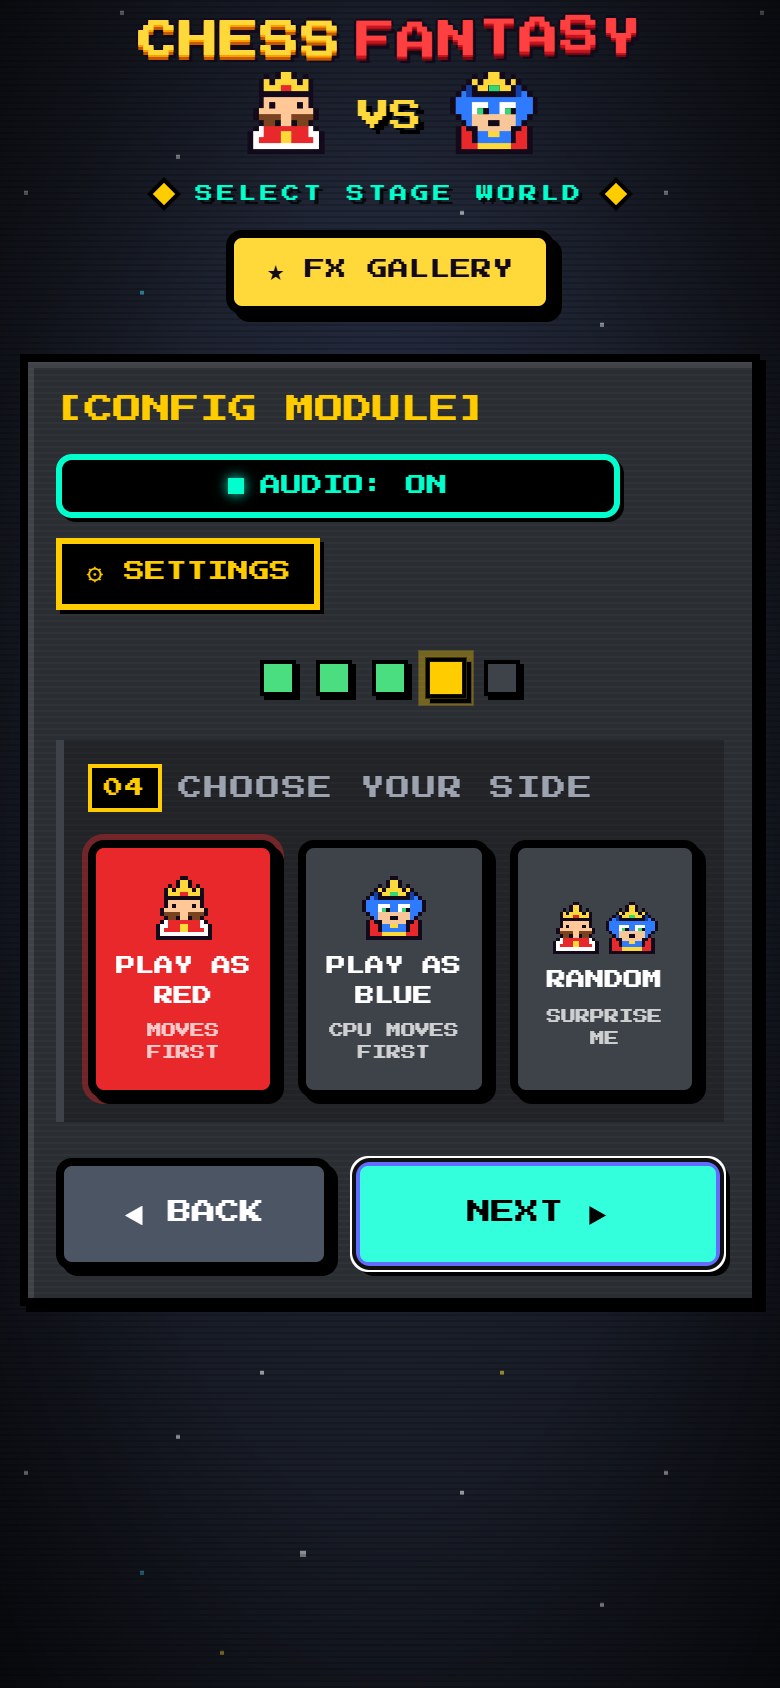 CHESS FANTASY
VS
SELECT STAGE WORLD
★ FX GALLERY
[CONFIG MODULE]
AUDIO: ON
⚙ SETTINGS
04 CHOOSE YOUR SIDE
PLAY AS
RED
MOVES
FIRST
PLAY AS
BLUE
CPU MOVES
FIRST
RANDOM
SURPRISE
ME
◀ BACK
NEXT ▶